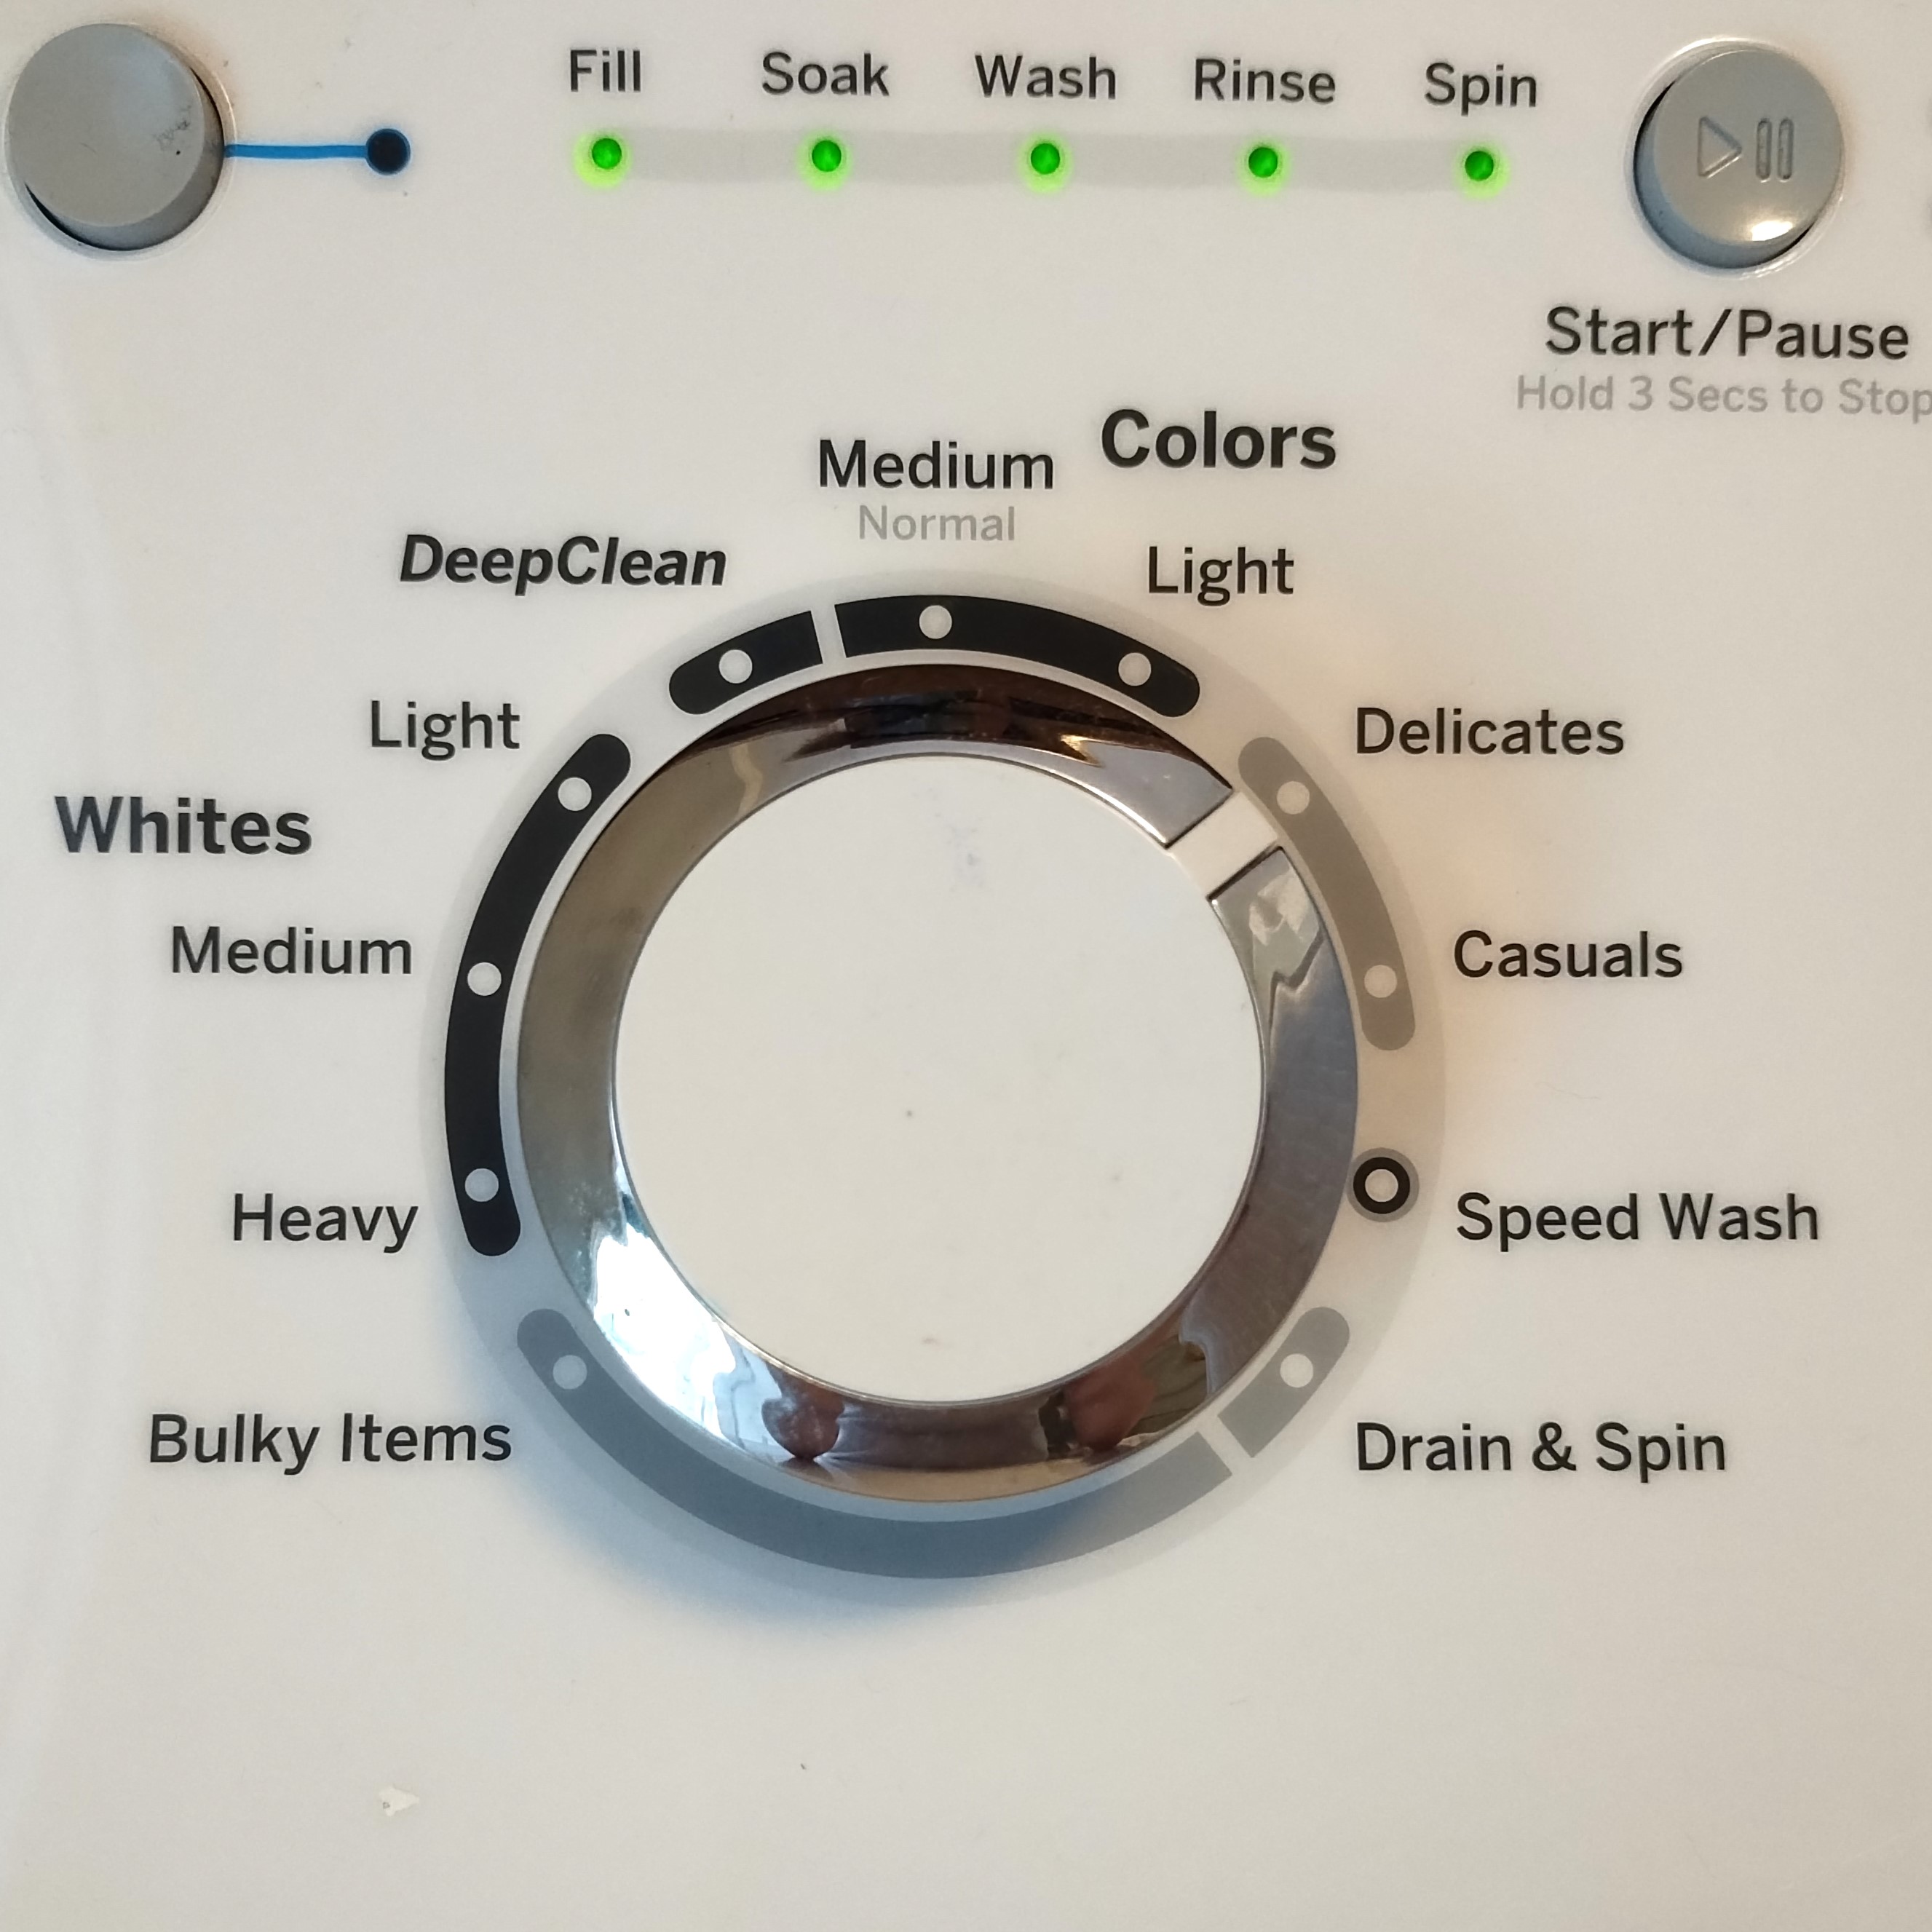 Fill Soak Wash Rinse Spin
Start/Pause
Hold 3 Secs to Stop
Colors
Medium
Normal
DeepClean
Light
Light
Delicates
Whites
Medium
Casuals
Heavy
Speed Wash
Bulky Items
Drain & Spin